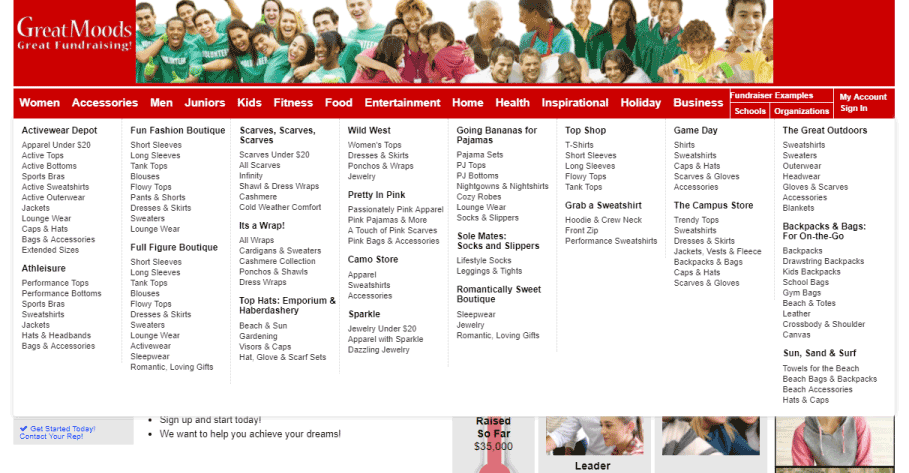 GreatMoods
Great Fundraising!
Women Accessories Men Juniors Kids Fitness Food Entertainment Home Health Inspirational Holiday Business
Fundraiser Examples
Schools Organizations
My Account
Sign In
Activewear Depot
Apparel Under $20
Active Tops
Active Bottoms
Sports Bras
Active Sweatshirts
Active Outerwear
Jackets
Lounge Wear
Caps & Hats
Bags & Accessories
Extended Sizes
Athleisure
Performance Tops
Performance Bottoms
Sports Bras
Sweatshirts
Jackets
Hats & Headbands
Bags & Accessories
Fun Fashion Boutique
Short Sleeves
Long Sleeves
Tank Tops
Blouses
Flowy Tops
Pants & Shorts
Dresses & Skirts
Sweaters
Lounge Wear
Full Figure Boutique
Short Sleeves
Long Sleeves
Tank Tops
Blouses
Flowy Tops
Dresses & Skirts
Sweaters
Lounge Wear
Activewear
Sleepwear
Romantic, Loving Gifts
Scarves, Scarves,
Scarves
Scarves Under $20
All Scarves
Infinity
Shawl & Dress Wraps
Cashmere
Cold Weather Comfort
Its a Wrap!
All Wraps
Cardigans & Sweaters
Cashmere Collection
Ponchos & Shawls
Dress Wraps
Top Hats: Emporium &
Haberdashery
Beach & Sun
Gardening
Visors & Caps
Hat, Glove & Scarf Sets
Wild West
Women's Tops
Dresses & Skirts
Ponchos & Wraps
Jewelry
Pretty In Pink
Passionately Pink Apparel
Pink Pajamas & More
A Touch of Pink Scarves
Pink Bags & Accessories
Camo Store
Apparel
Sweatshirts
Accessories
Sparkle
Jewelry Under $20
Apparel with Sparkle
Dazzling Jewelry
Going Bananas for
Pajamas
Pajama Sets
PJ Tops
PJ Bottoms
Nightgowns & Nightshirts
Cozy Robes
Lounge Wear
Socks & Slippers
Sole Mates:
Socks and Slippers
Lifestyle Socks
Leggings & Tights
Romantically Sweet
Boutique
Sleepwear
Jewelry
Romantic, Loving Gifts
Top Shop
T-Shirts
Short Sleeves
Long Sleeves
Flowy Tops
Tank Tops
Grab a Sweatshirt
Hoodie & Crew Neck
Front Zip
Performance Sweatshirts
Game Day
Shirts
Sweatshirts
Caps & Hats
Scarves & Gloves
Accessories
The Campus Store
Trendy Tops
Sweatshirts
Dresses & Skirts
Jackets, Vests & Fleece
Backpacks & Bags
Caps & Hats
Scarves & Gloves
The Great Outdoors
Sweatshirts
Sweaters
Outerwear
Headwear
Gloves & Scarves
Accessories
Blankets
Backpacks & Bags:
For On-the-Go
Backpacks
Drawstring Backpacks
Kids Backpacks
School Bags
Gym Bags
Beach & Totes
Leather
Crossbody & Shoulder
Canvas
Sun, Sand & Surf
Towels for the Beach
Beach Bags & Backpacks
Beach Accessories
Hats & Caps
Get Started Today!
Contact Your Rep!
• Sign up and start today!
• We want to help you achieve your dreams!
Raised
So Far
$35,000
Leader